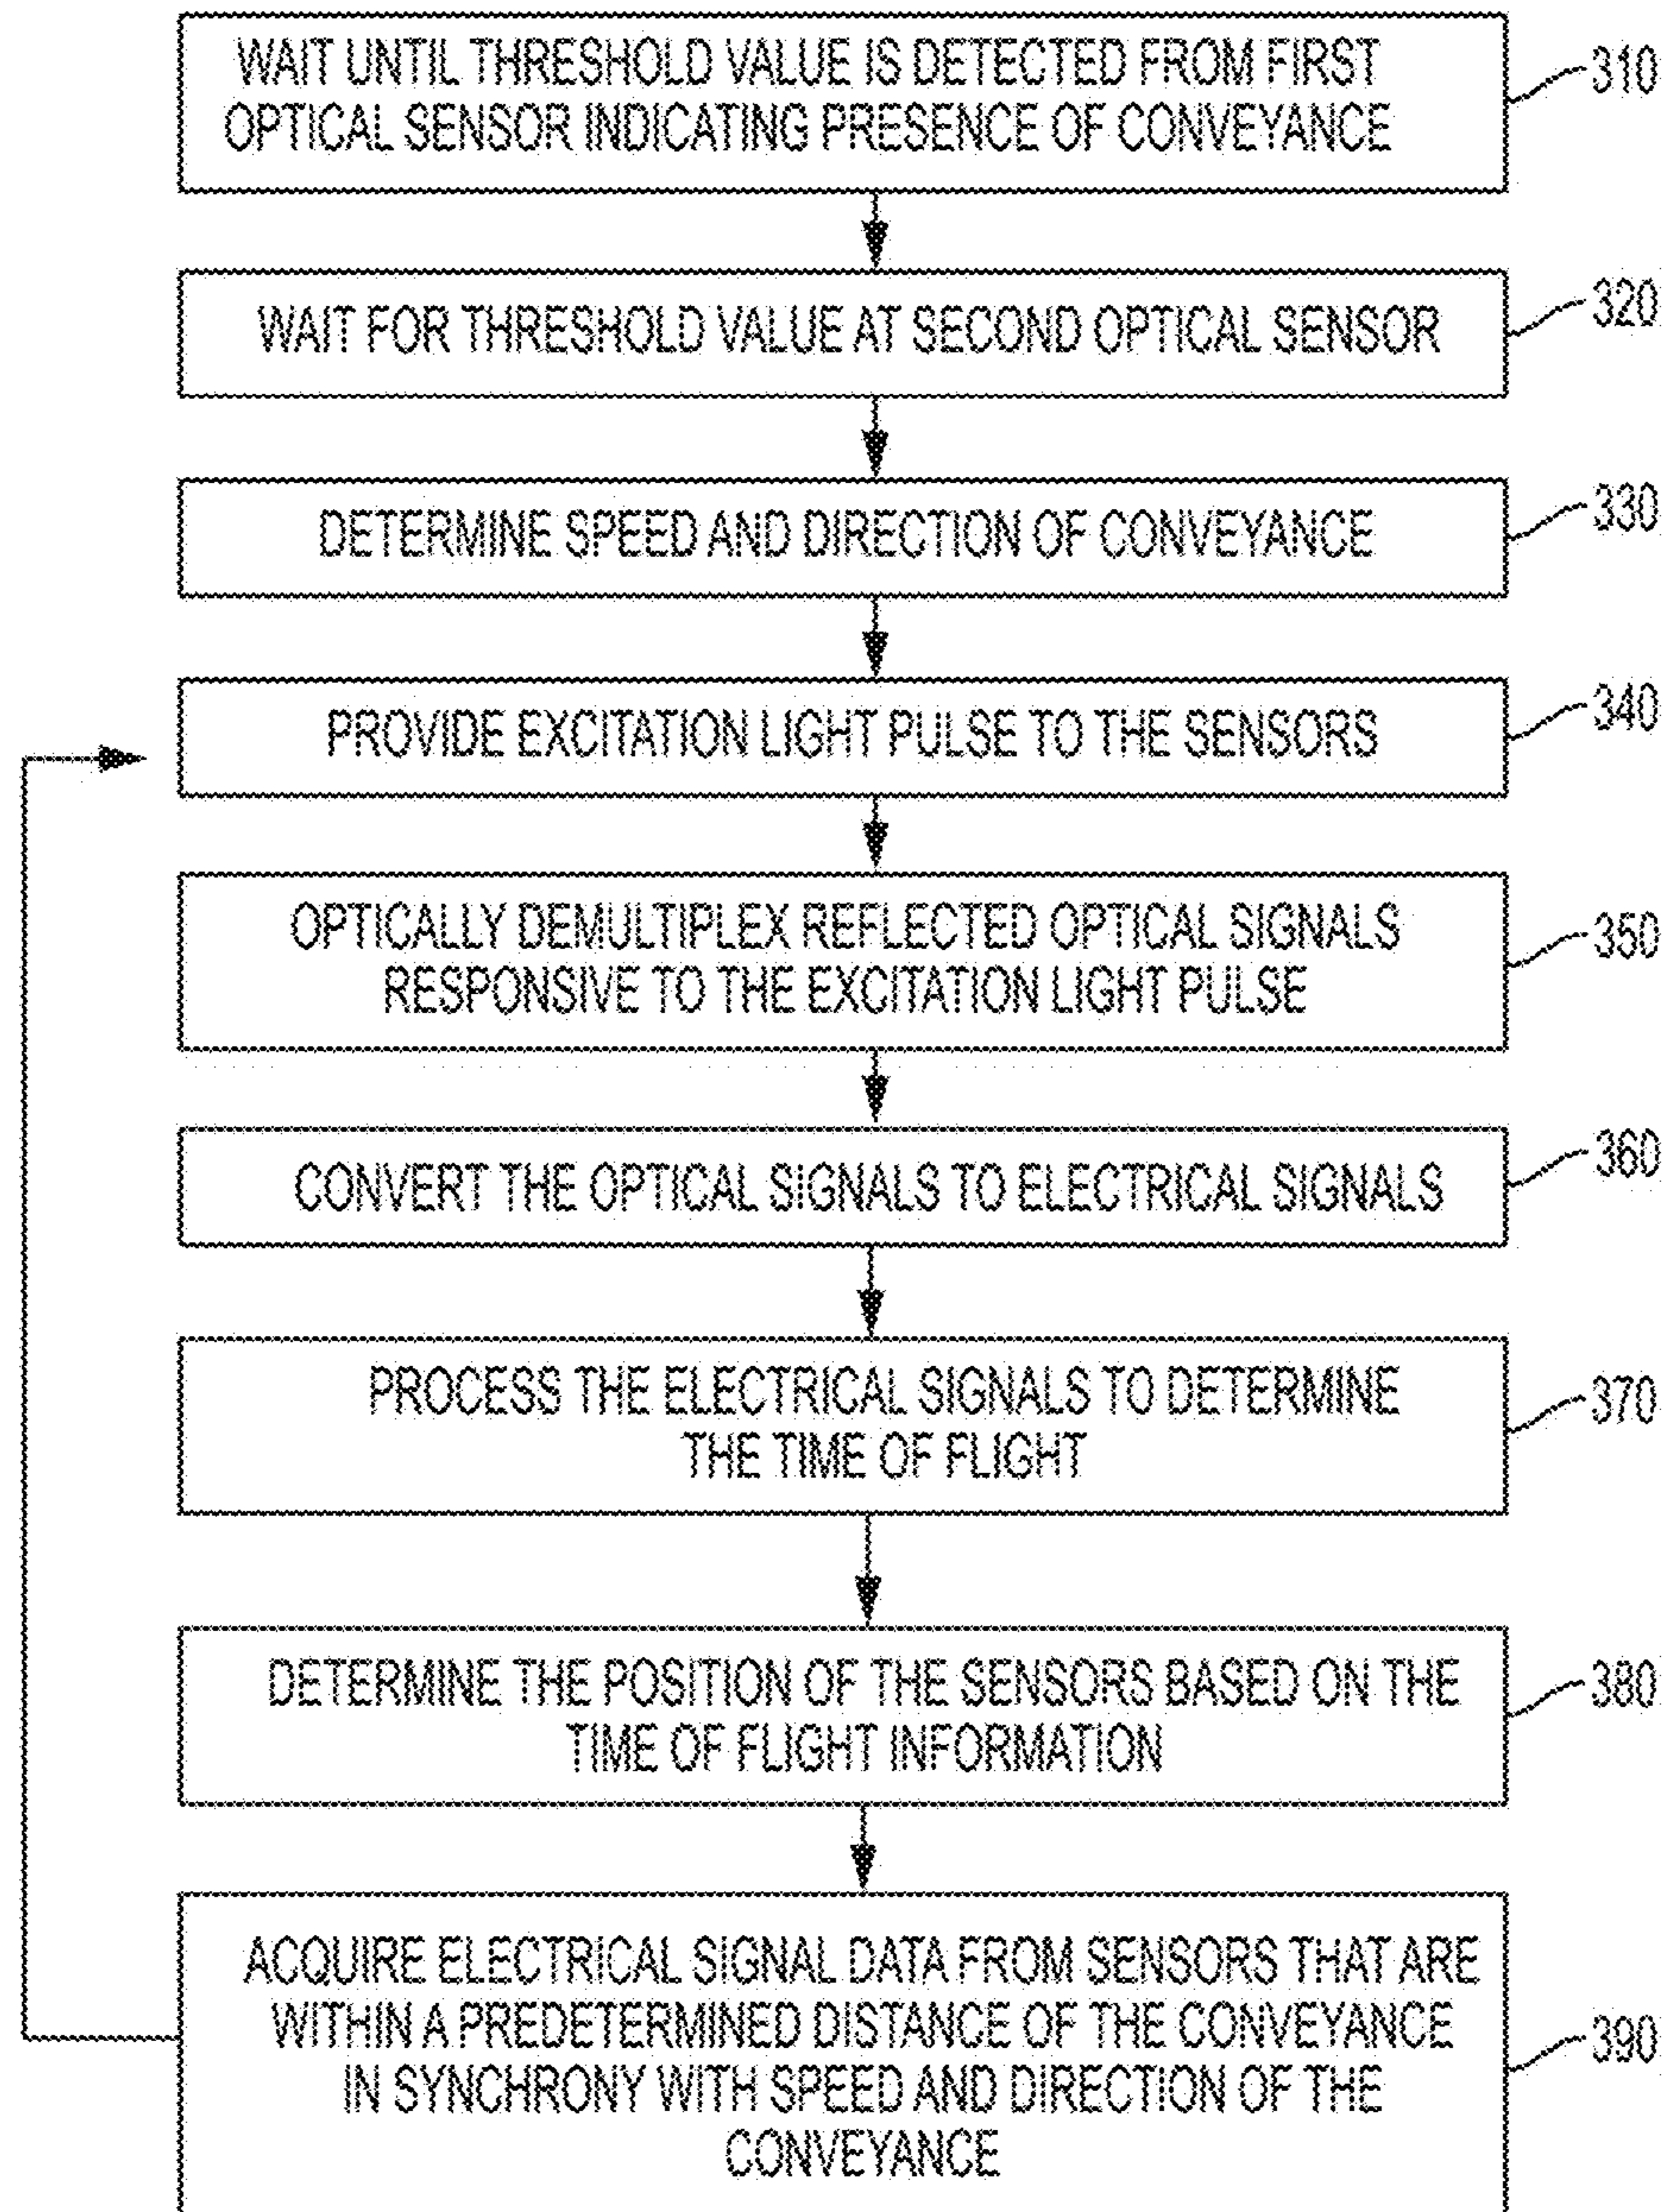 WAIT UNTIL THRESHOLD VALUE IS DETECTED FROM FIRST
OPTICAL SENSOR INDICATING PRESENCE OF CONVEYANCE
310
WAIT FOR THRESHOLD VALUE AT SECOND OPTICAL SENSOR
320
DETERMINE SPEED AND DIRECTION OF CONVEYANCE
330
PROVIDE EXCITATION LIGHT PULSE TO THE SENSORS
340
OPTICALLY DEMULTIPLEX REFLECTED OPTICAL SIGNALS
RESPONSIVE TO THE EXCITATION LIGHT PULSE
350
CONVERT THE OPTICAL SIGNALS TO ELECTRICAL SIGNALS
360
PROCESS THE ELECTRICAL SIGNALS TO DETERMINE
THE TIME OF FLIGHT
370
DETERMINE THE POSITION OF THE SENSORS BASED ON THE
TIME OF FLIGHT INFORMATION
380
ACQUIRE ELECTRICAL SIGNAL DATA FROM SENSORS THAT ARE
WITHIN A PREDETERMINED DISTANCE OF THE CONVEYANCE
IN SYNCHRONY WITH SPEED AND DIRECTION OF THE
CONVEYANCE
390